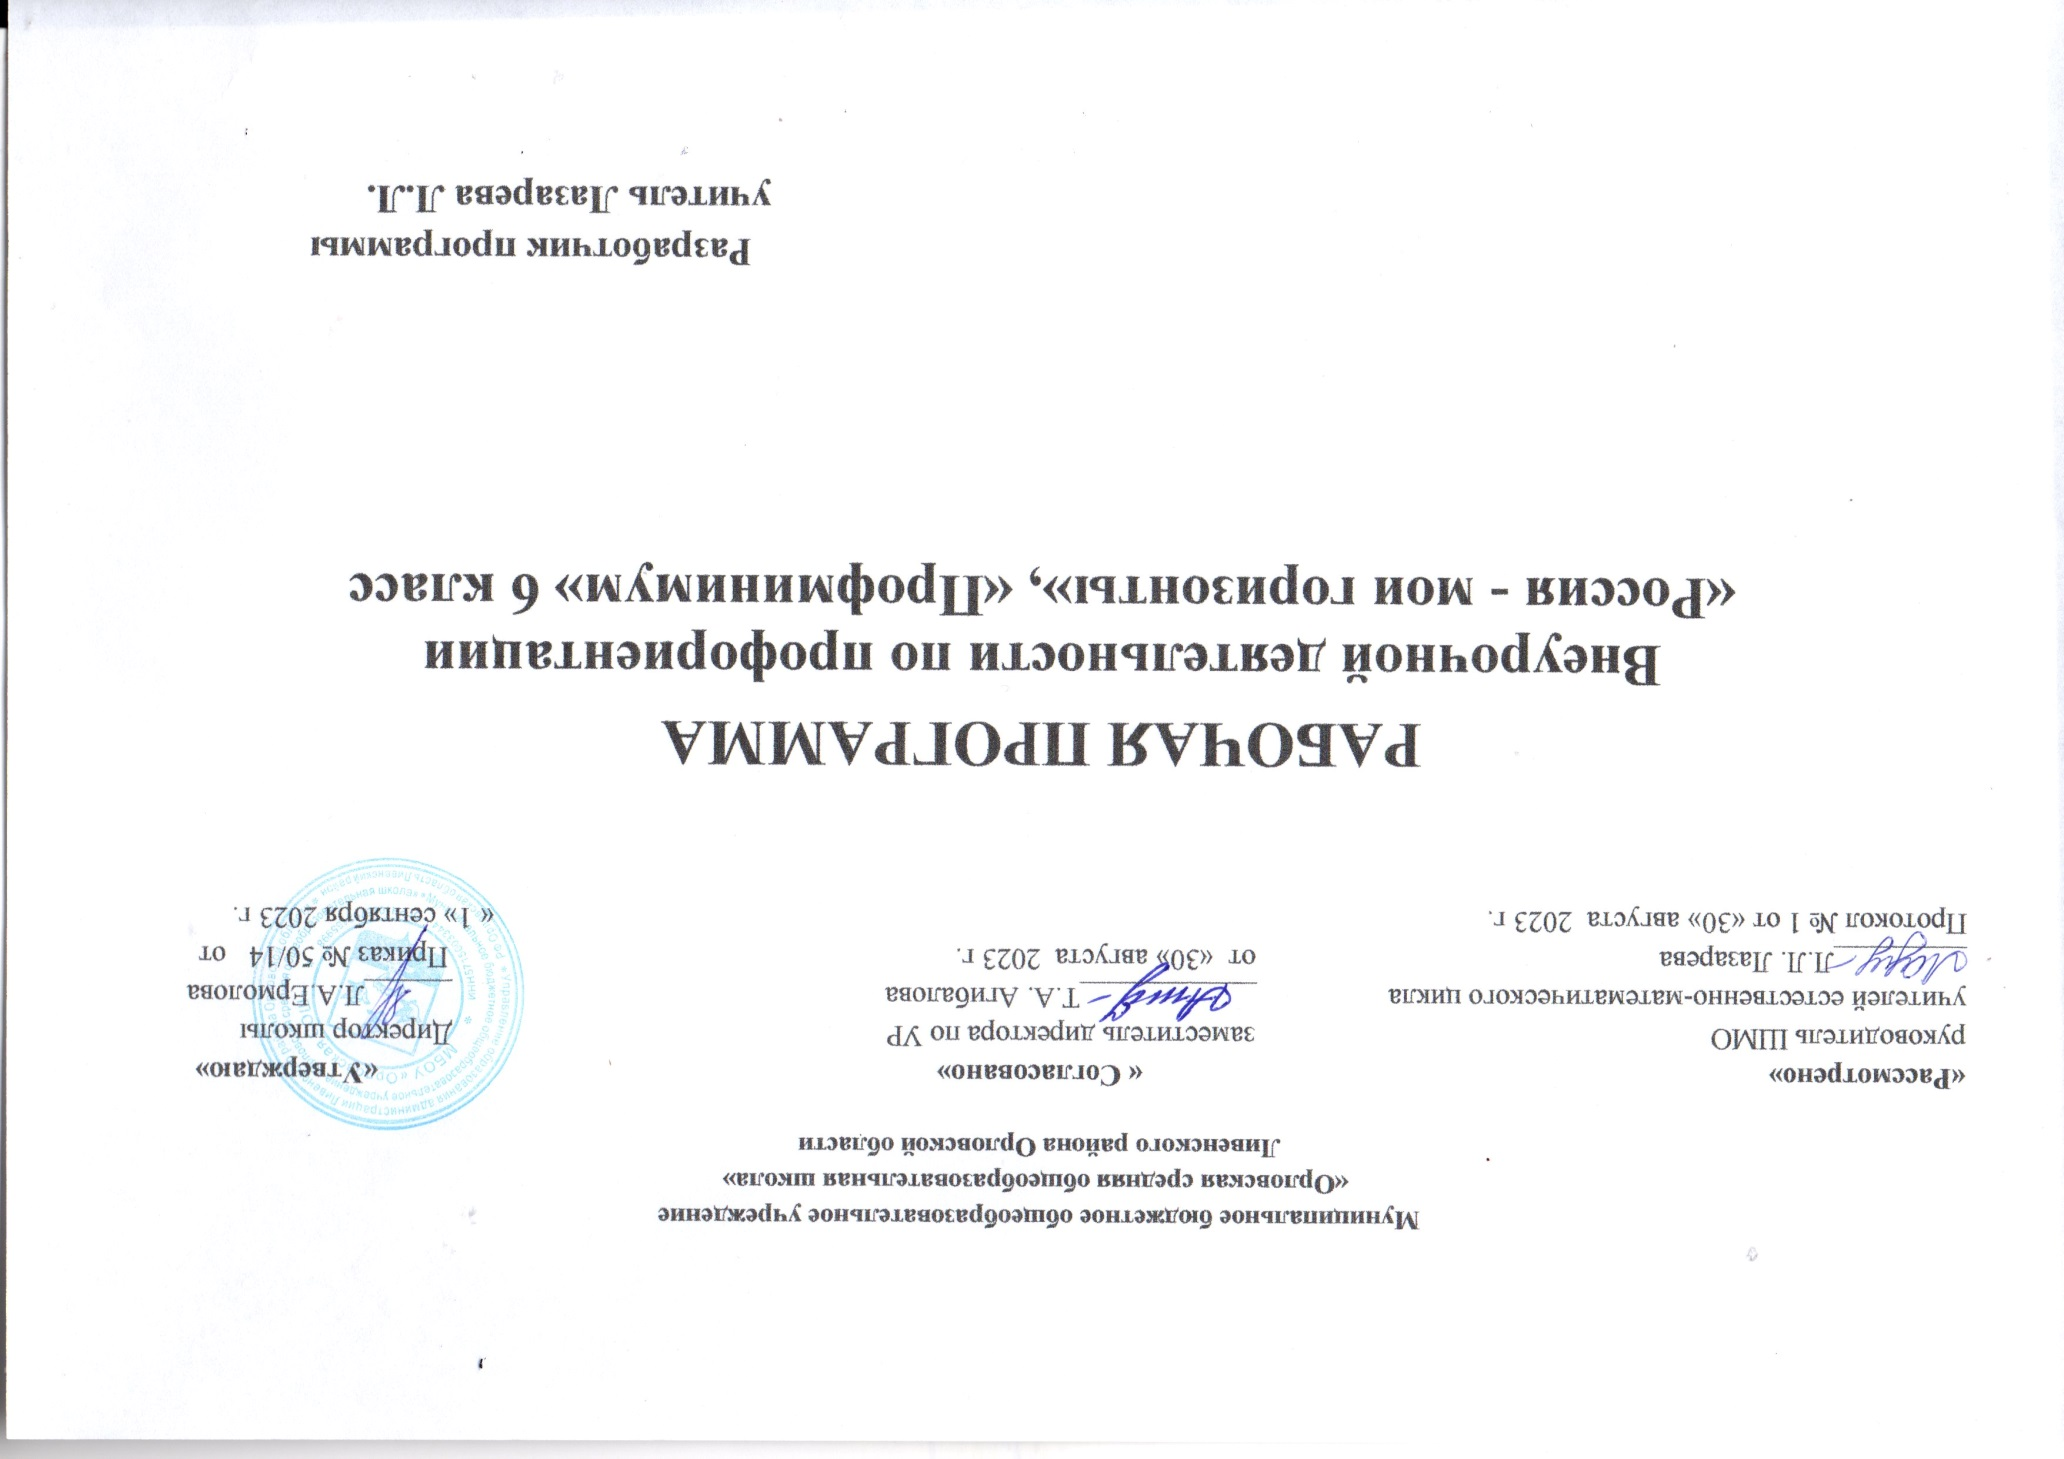 Муниципальное бюджетное общеобразовательное учреждение
«Орловская средняя общеобразовательная школа»
Ливенского района Орловской области
«Рассмотрено»
руководитель ШМО
учителей естественно-математического цикла
Л.Л. Лазарева
Протокол № 1 от «30» августа 2023 г.
« Согласовано»
заместитель директора по УР
Т.А. Агибалова
от «30» августа 2023 г.
«Утверждаю»
Директор школы
Л.А.Ермолова
Приказ № 50/14 от
« 1» сентября 2023 г.
РАБОЧАЯ ПРОГРАММА
Внеурочной деятельности по профориентации
«Россия - мои горизонты», «Профминимум» 6 класс
Разработчик программы
учитель Лазарева Л.Л.